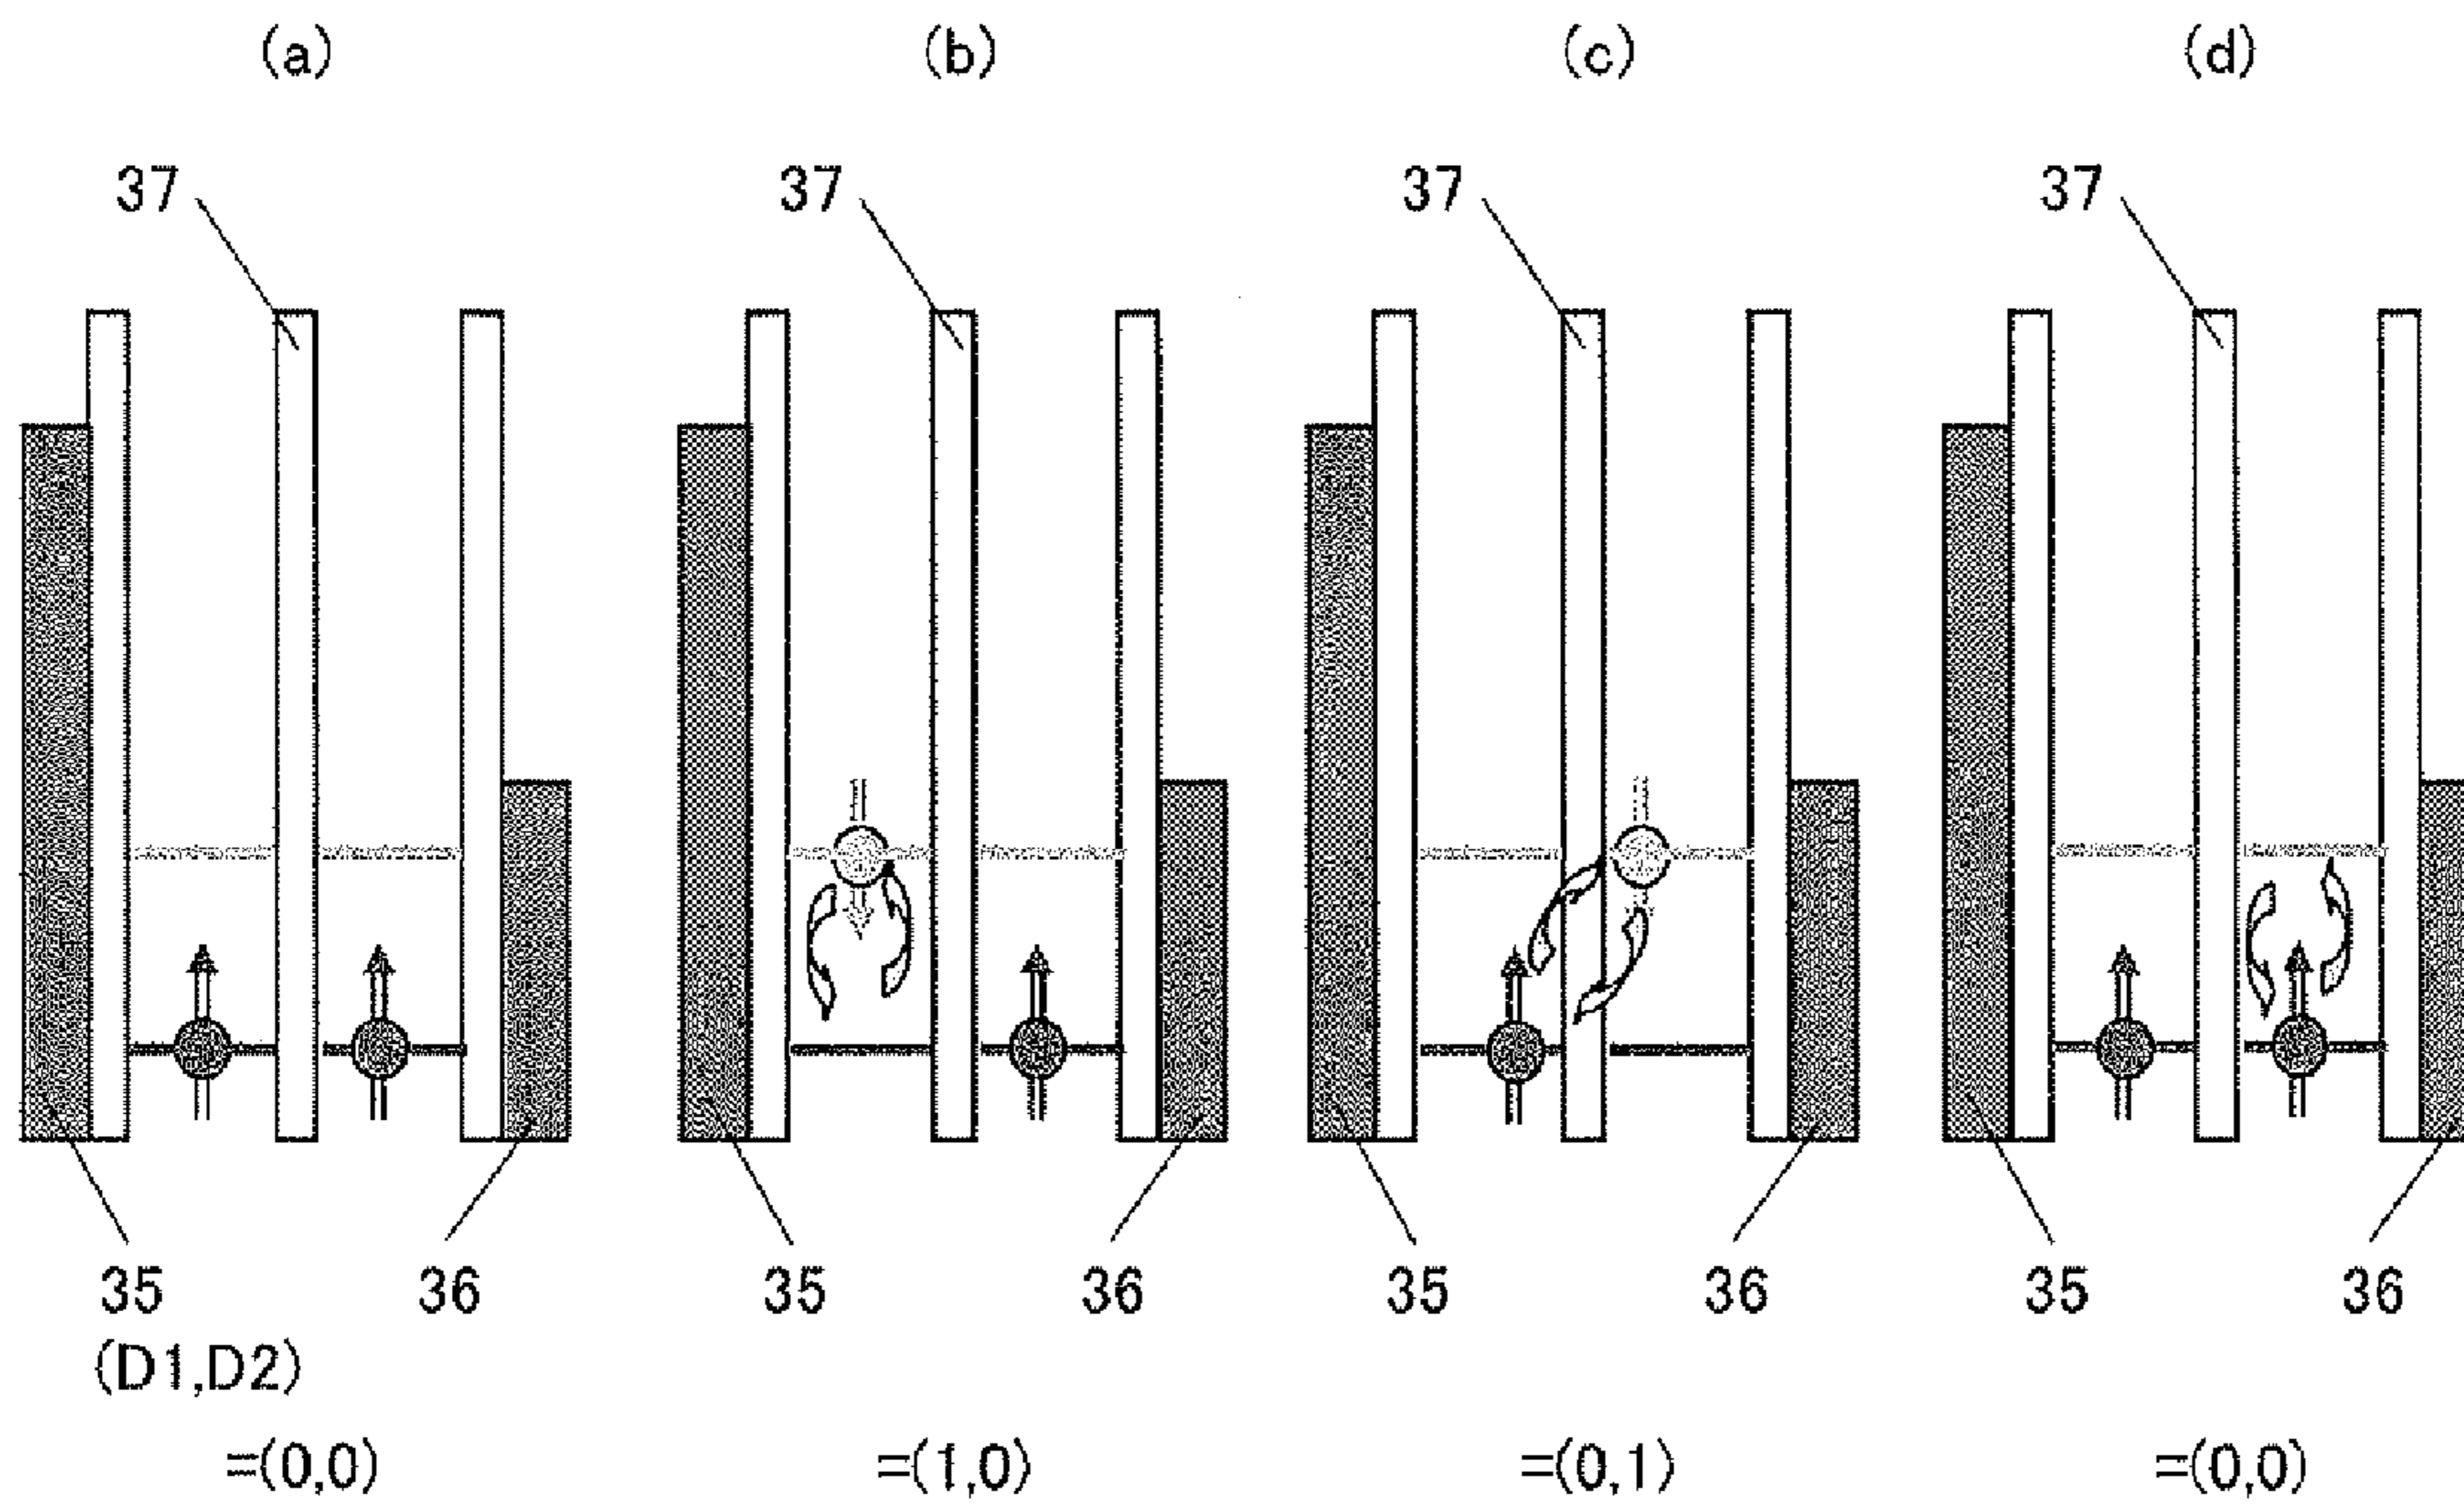 (a) (b) (c) (d)
37 37 37 37
35 36 35 36 35 36 35 36
(D1,D2)
=(0,0) =(1,0) =(0,1) =(0,0)